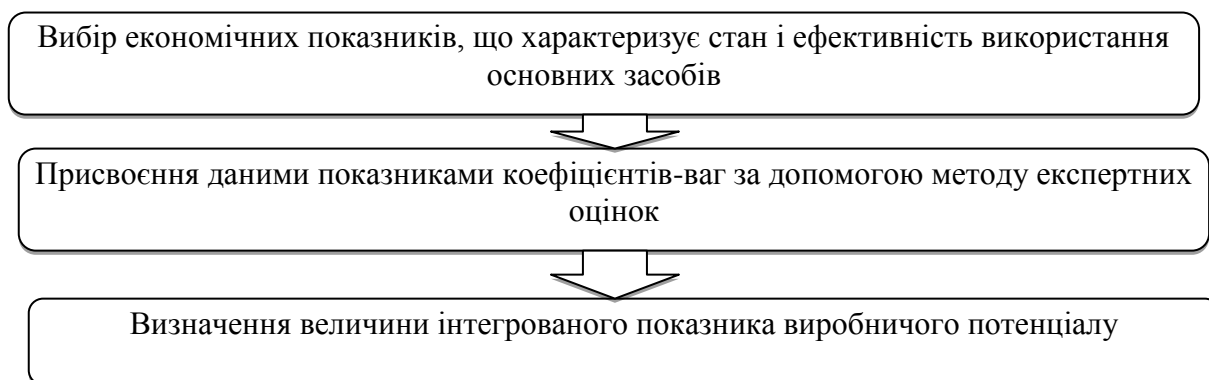 Вибір економічних показників, що характеризує стан і ефективність використання
основних засобів
Присвоєння даними показниками коефіцієнтів-ваг за допомогою методу експертних
оцінок
Визначення величини інтегрованого показника виробничого потенціалу